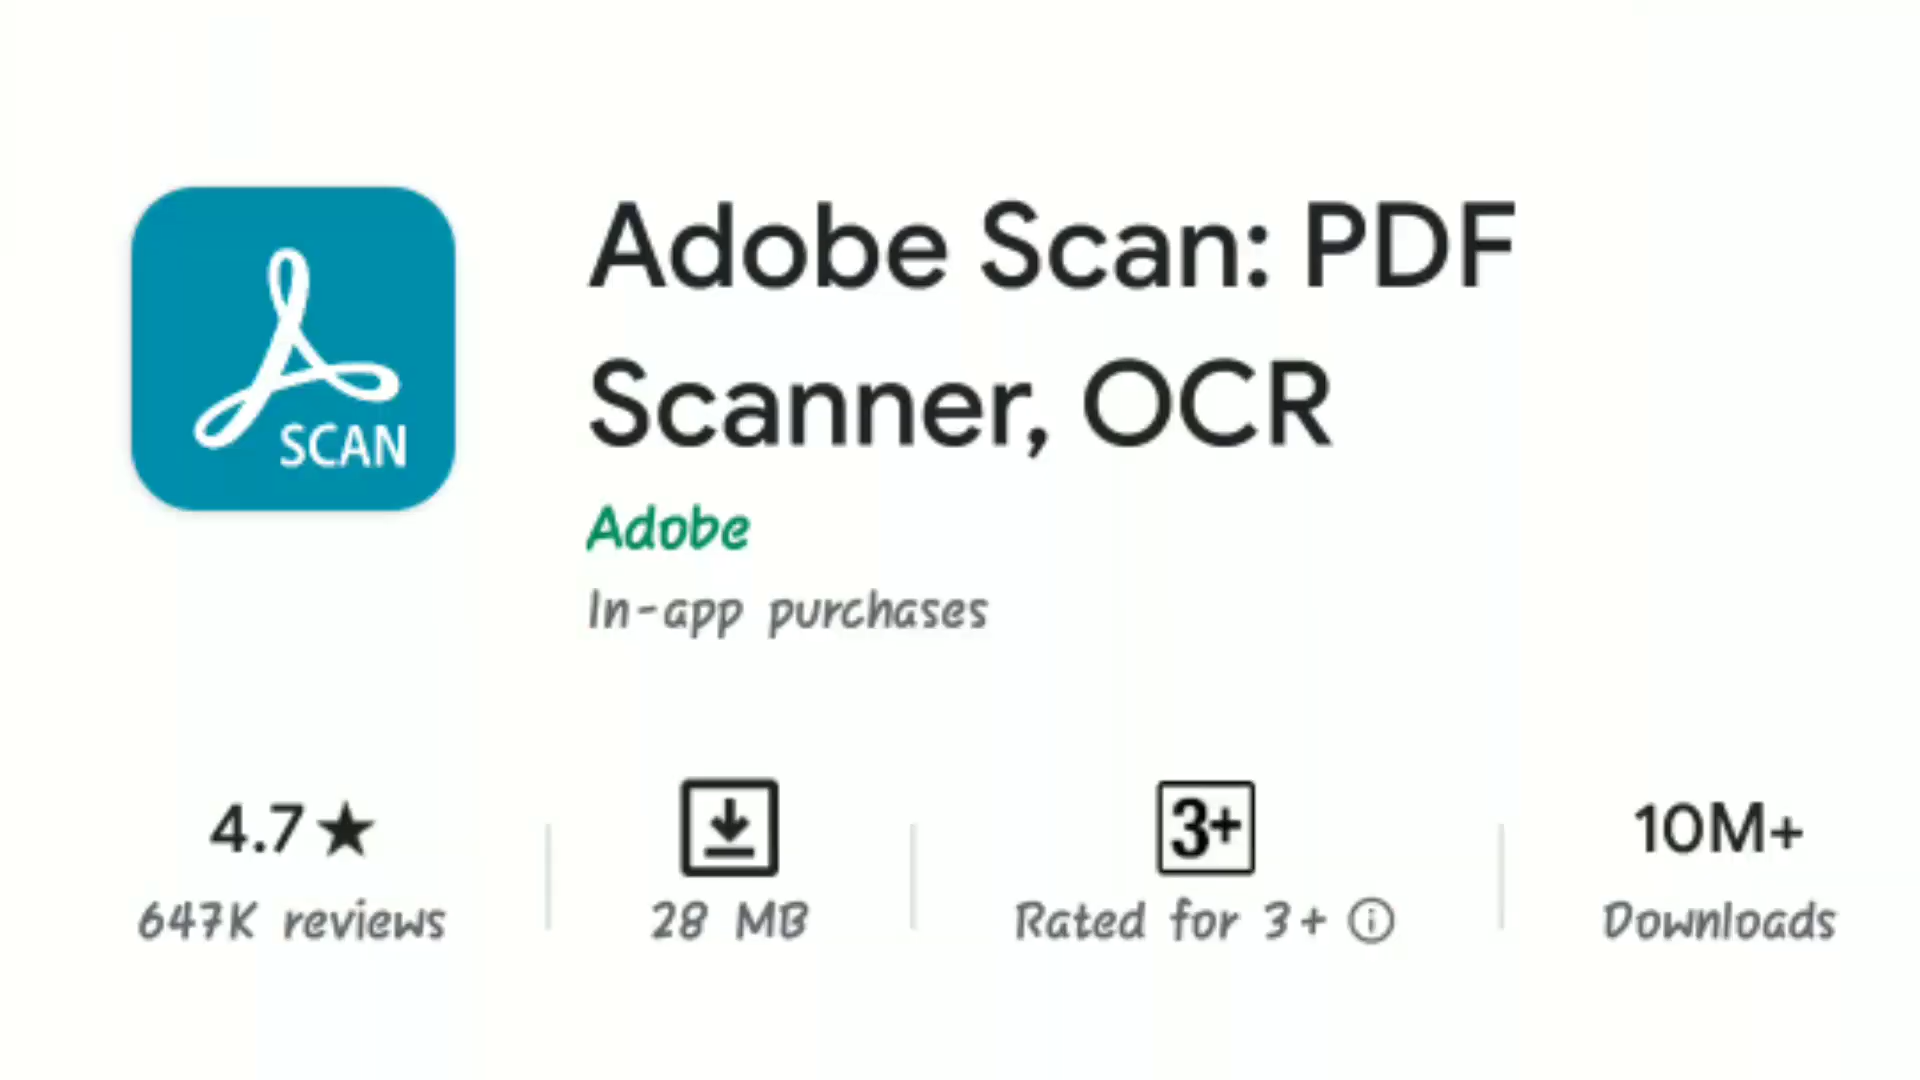 SCAN
Adobe Scan: PDF
Scanner, OCR
Adobe
In-app purchases
4.7★
647K reviews
28 MB
3+
Rated for 3+
10M+
Downloads